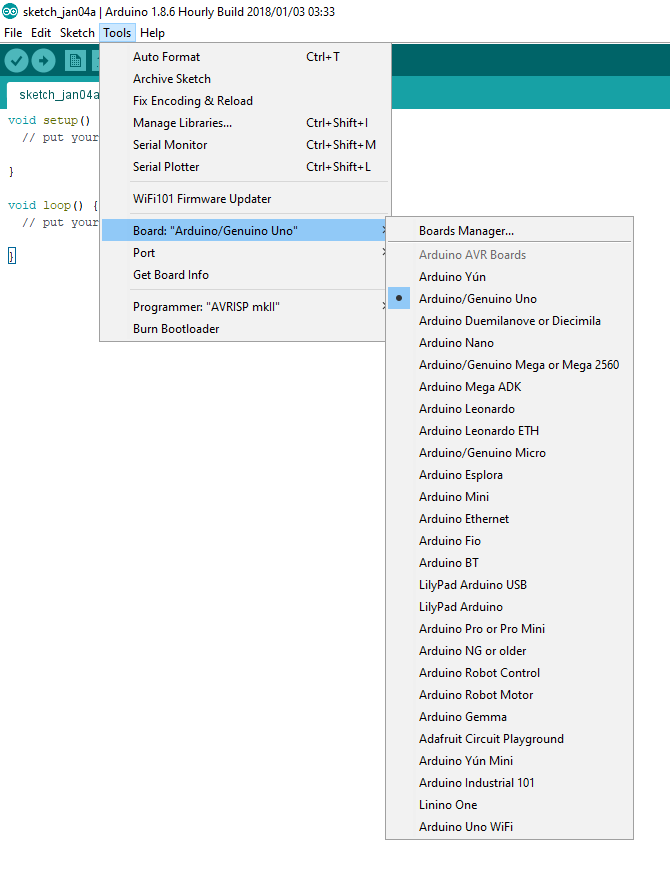 sketch_jan04a | Arduino 1.8.6 Hourly Build 2018/01/03 03:33
File Edit Sketch Tools Help
sketch_jan04a
void setup()
// put your
}
void loop() {
// put your
}
Auto Format Ctrl+T
Archive Sketch
Fix Encoding & Reload
Manage Libraries... Ctrl+Shift+I
Serial Monitor Ctrl+Shift+M
Serial Plotter Ctrl+Shift+L
WiFi101 Firmware Updater
Board: "Arduino/Genuino Uno"
Port
Get Board Info
Programmer: "AVRISP mkII"
Burn Bootloader
Boards Manager...
Arduino AVR Boards
Arduino Yún
Arduino/Genuino Uno
Arduino Duemilanove or Diecimila
Arduino Nano
Arduino/Genuino Mega or Mega 2560
Arduino Mega ADK
Arduino Leonardo
Arduino Leonardo ETH
Arduino/Genuino Micro
Arduino Esplora
Arduino Mini
Arduino Ethernet
Arduino Fio
Arduino BT
LilyPad Arduino USB
LilyPad Arduino
Arduino Pro or Pro Mini
Arduino NG or older
Arduino Robot Control
Arduino Robot Motor
Arduino Gemma
Adafruit Circuit Playground
Arduino Yún Mini
Arduino Industrial 101
Linino One
Arduino Uno WiFi